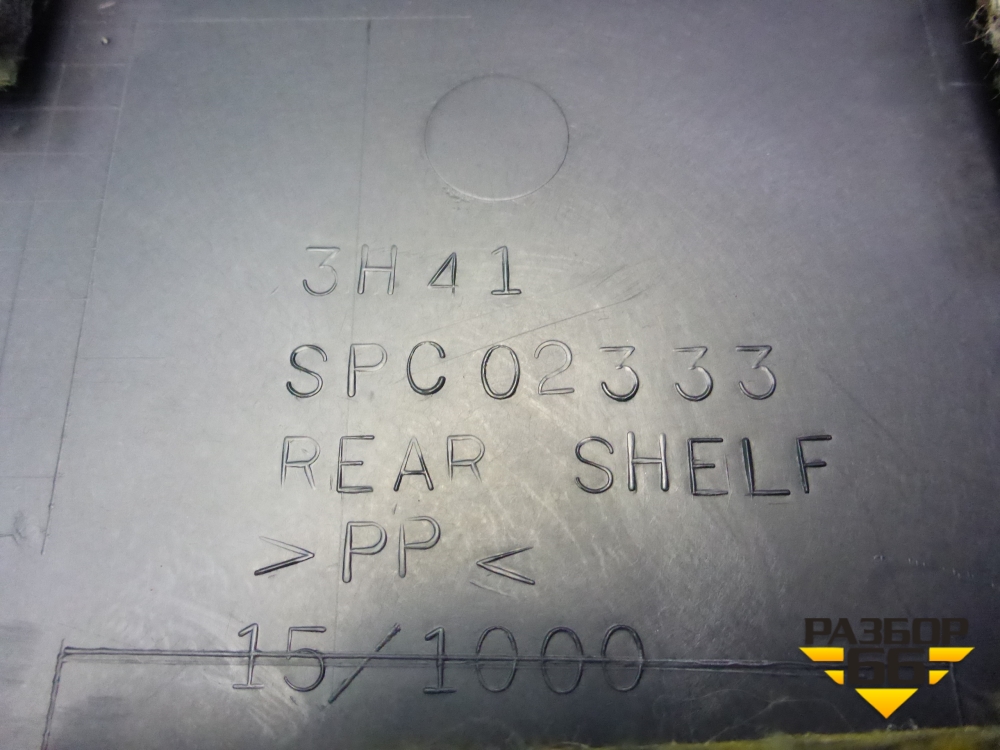 3H41
SPC02333
REAR SHELF
>PP<
15/1000
РАЗБОР
66